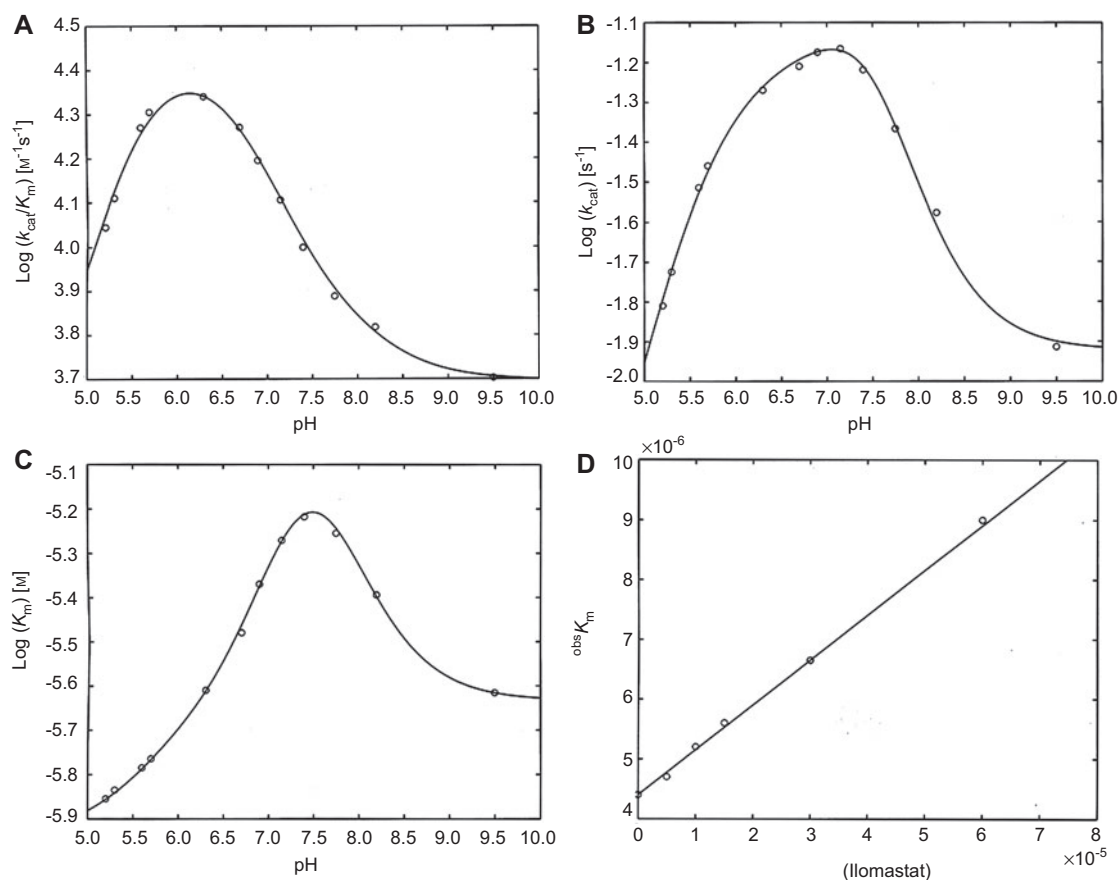 A
Log (kcat/Km) [M-1s-1]
4.5
4.4
4.3
4.2
4.1
4.0
3.9
3.8
3.7
5.0 5.5 6.0 6.5 7.0 7.5 8.0 8.5 9.0 9.5 10.0
pH
B
Log (kcat) [s-1]
-1.1
-1.2
-1.3
-1.4
-1.5
-1.6
-1.7
-1.8
-1.9
-2.0
5.0 5.5 6.0 6.5 7.0 7.5 8.0 8.5 9.0 9.5 10.0
pH
C
Log (Km) [M]
-5.1
-5.2
-5.3
-5.4
-5.5
-5.6
-5.7
-5.8
-5.9
5.0 5.5 6.0 6.5 7.0 7.5 8.0 8.5 9.0 9.5 10.0
pH
D
×10-6
obsKm
10
9
8
7
6
5
4
0 1 2 3 4 5 6 7 8
×10-5
(Ilomastat)